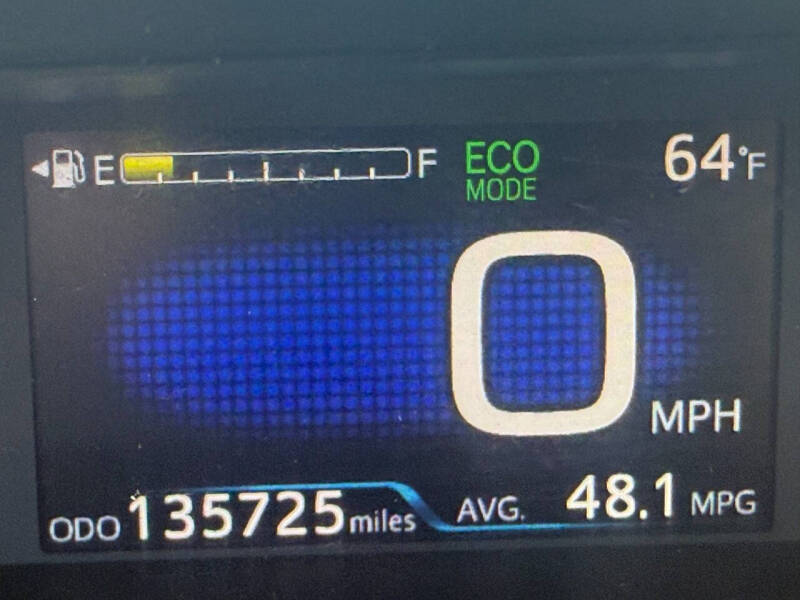 E F ECO 64°F
MODE
0 MPH
ODO 135725 miles AVG. 48.1 MPG